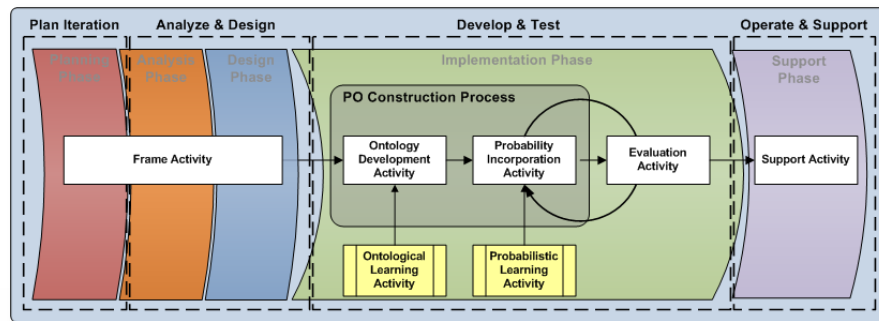 Plan Iteration
Analyze & Design
Develop & Test
Operate & Support
Planning
Phase
Analyers
Phase
Design
Phase
Implementation Phase
Support
Phase
PO Construction Process
Frame Activity
Ontology
Development
Activity
Probability
Incorporation
Activity
Evaluation
Activity
Support Activity
Ontological
Learning
Activity
Probabilistic
Learning
Activity